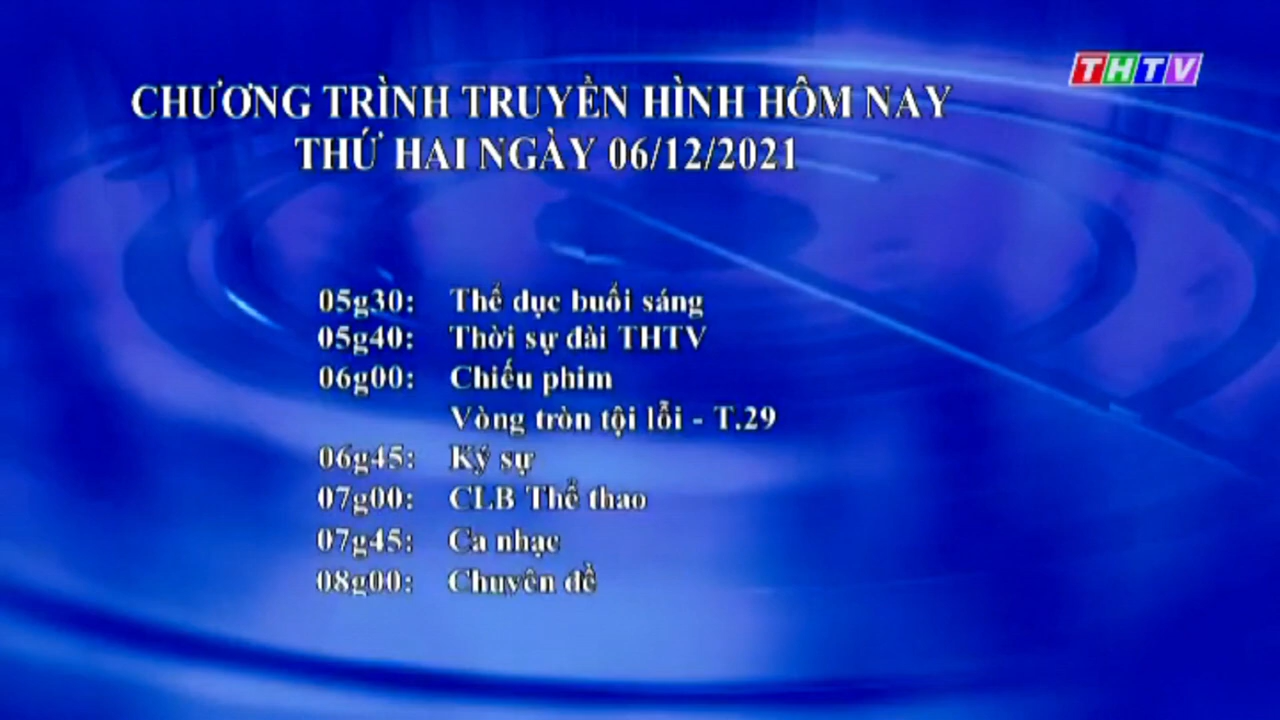 THTV
CHƯƠNG TRÌNH TRUYỀN HÌNH HÔM NAY
THỨ HAI NGÀY 06/12/2021
05g30: Thể dục buổi sáng
05g40: Thời sự đài THTV
06g00: Chiếu phim
Vòng tròn tội lỗi - T.29
06g45: Ký sự
07g00: CLB Thể thao
07g45: Ca nhạc
08g00: Chuyên đề